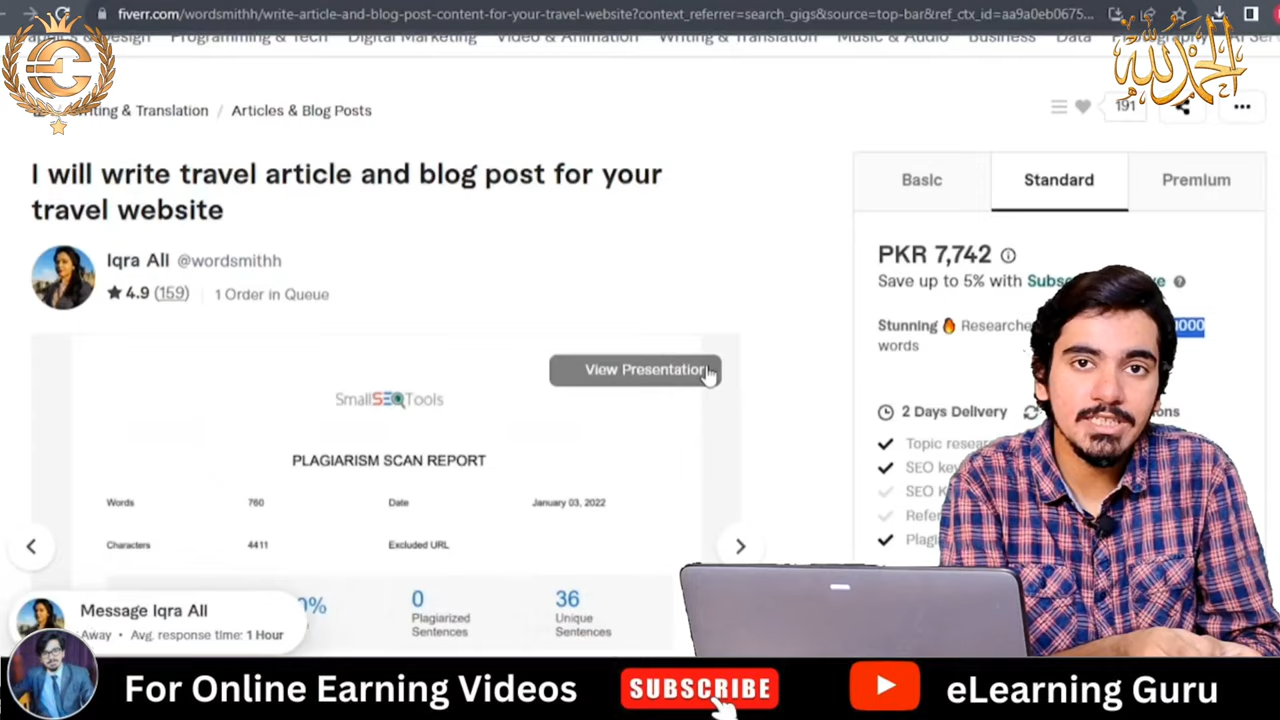 fiverr.com/wordsmithh/write-article-and-blog-post-content-for-your-travel-website?context_referrer=search_gigs&source=top-bar&ref_ctx_id=aa9a0eb0675...
Programming & Tech Digital Marketing Video & Animation Writing & Translation Music & Audio Business Data
الحمد لله
& Translation / Articles & Blog Posts
191
I will write travel article and blog post for your
travel website
Iqra Ali @wordsmithh
4.9 (159) 1 Order in Queue
View Presentation
SmallSEOTools
PLAGIARISM SCAN REPORT
Words 760 Date January 03, 2022
Characters 4411 Excluded URL
0 36
Plagiarized Unique
Sentences Sentences
Message Iqra Ali
Away • Avg. response time: 1 Hour
Basic Standard Premium
PKR 7,742
Save up to 5% with
Stunning 🔥 1000
words
2 Days Delivery
Topic
SEO
SEO
For Online Earning Videos SUBSCRIBE eLearning Guru